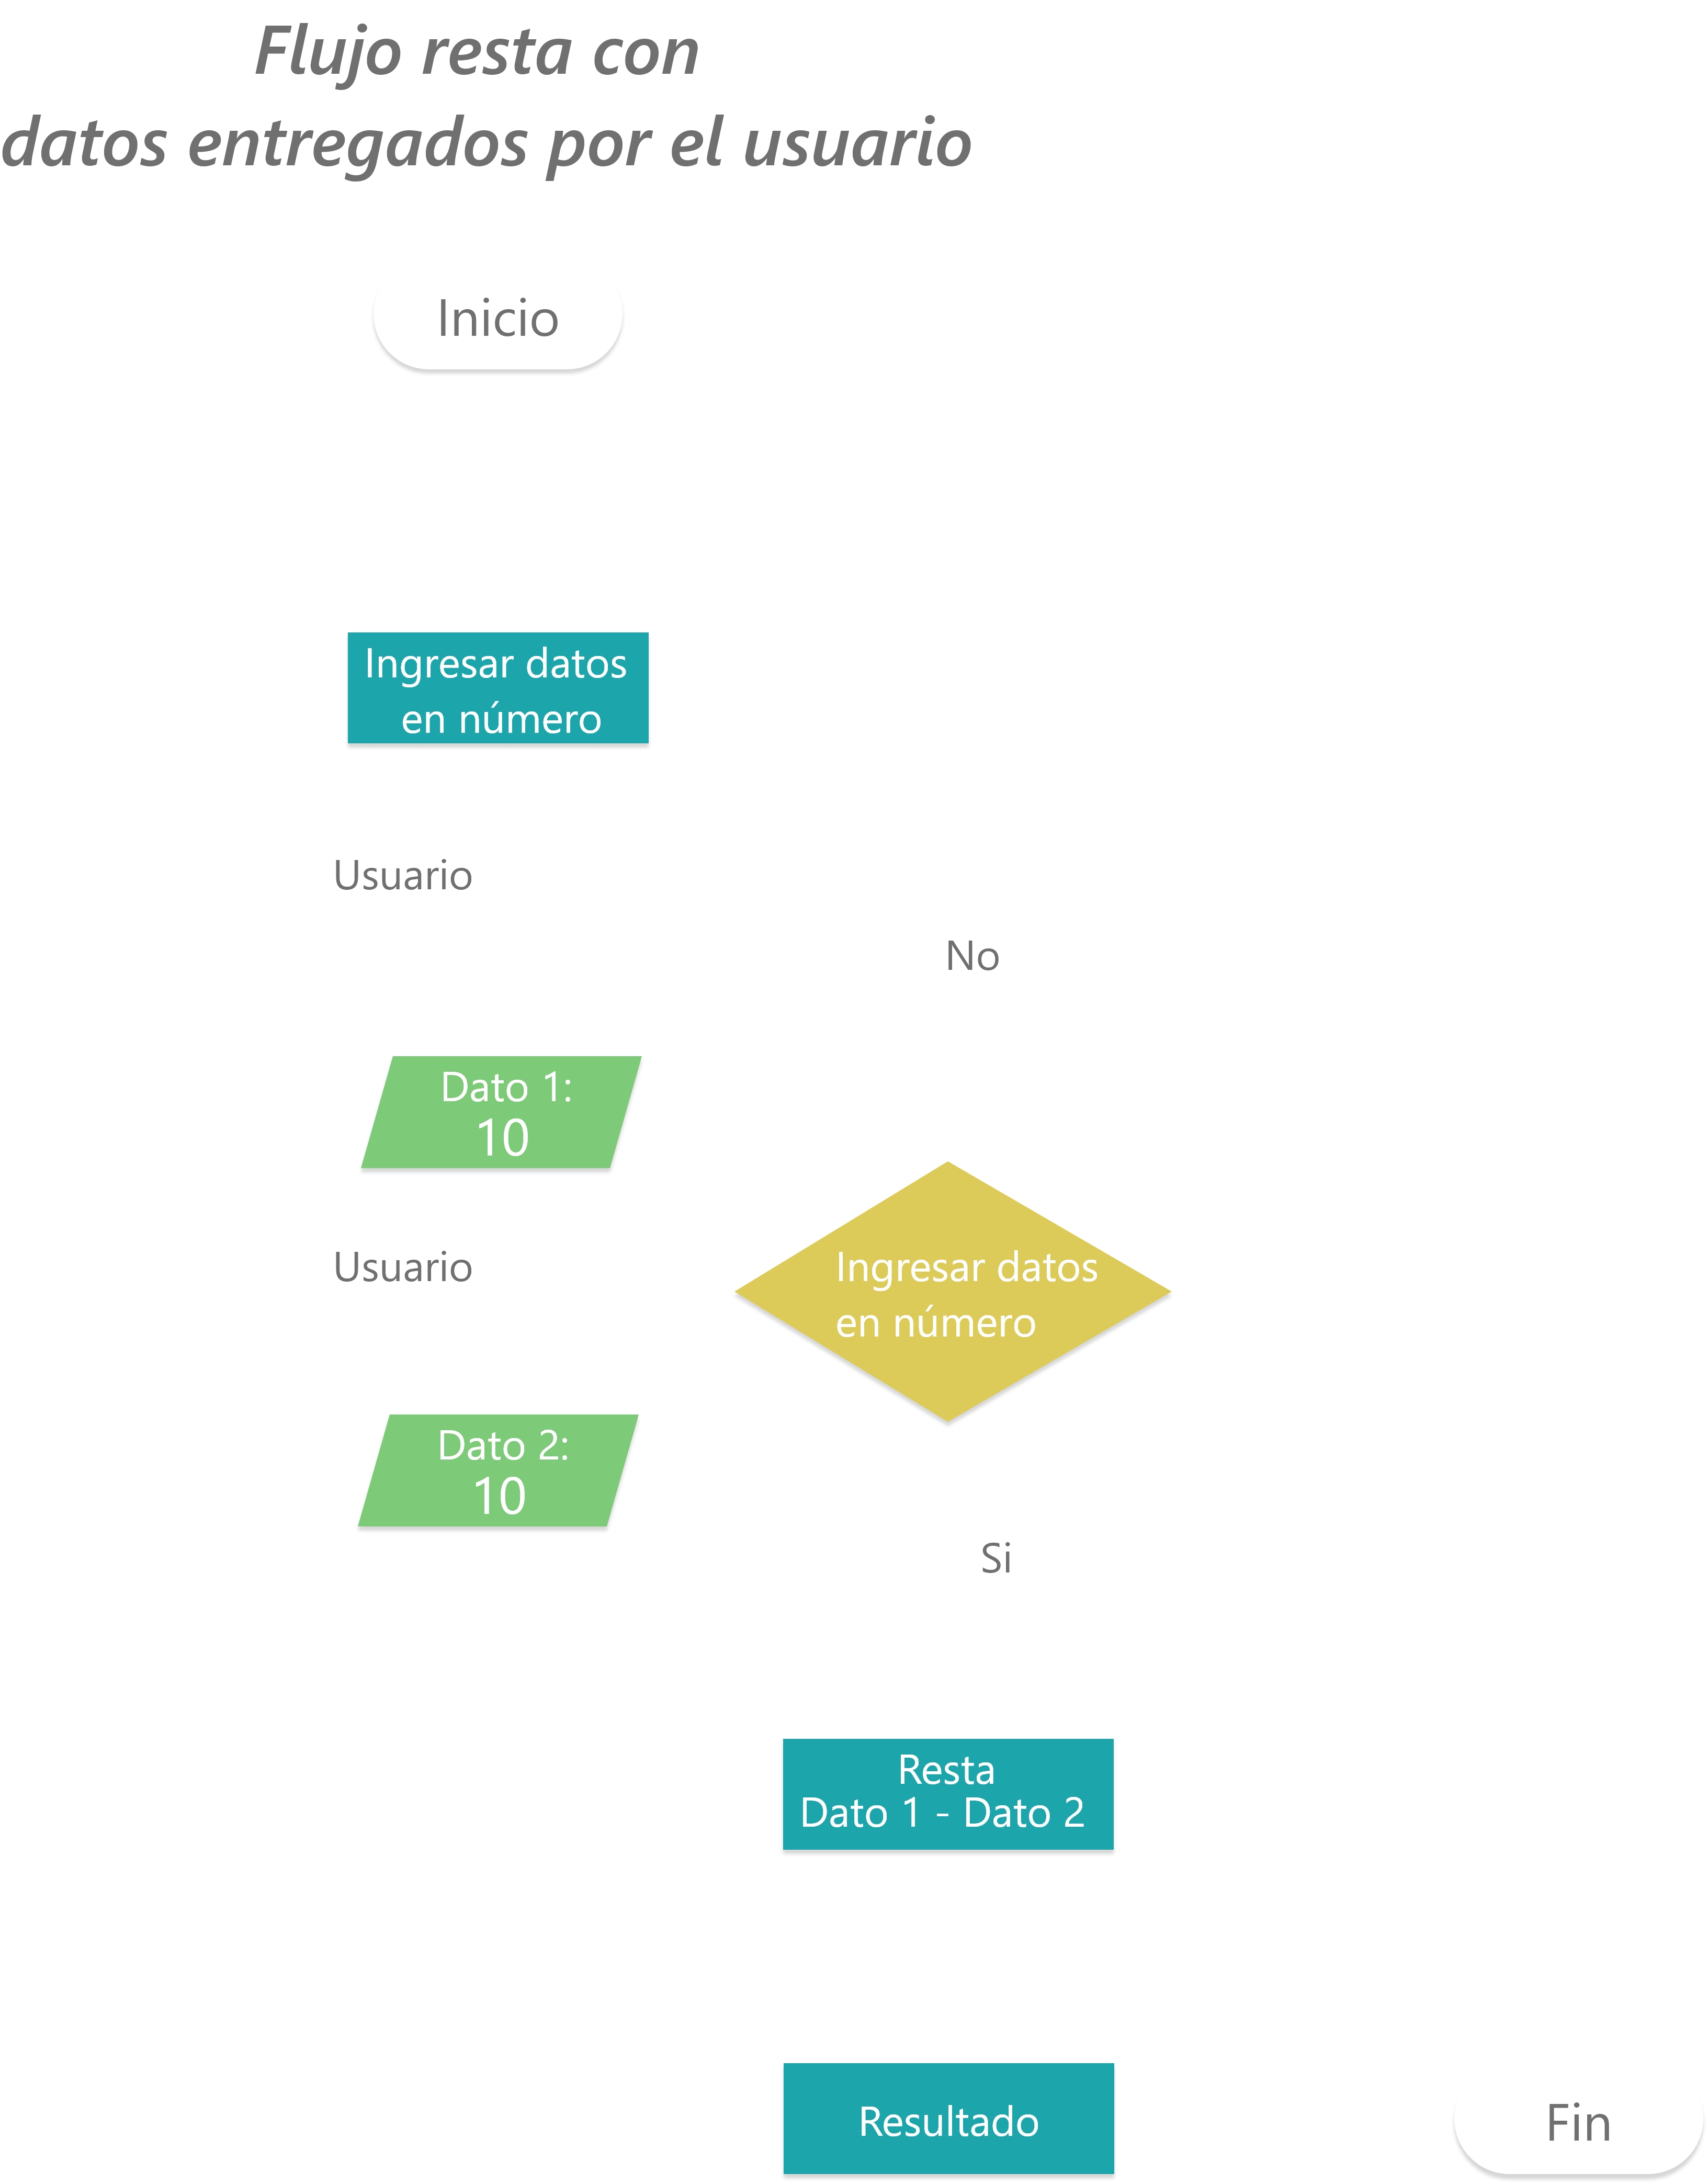 Flujo resta con
datos entregados por el usuario
Inicio
Ingresar datos
en número
Usuario
No
Dato 1:
10
Usuario
Ingresar datos
en número
Dato 2:
10
Si
Resta
Dato 1 - Dato 2
Resultado
Fin